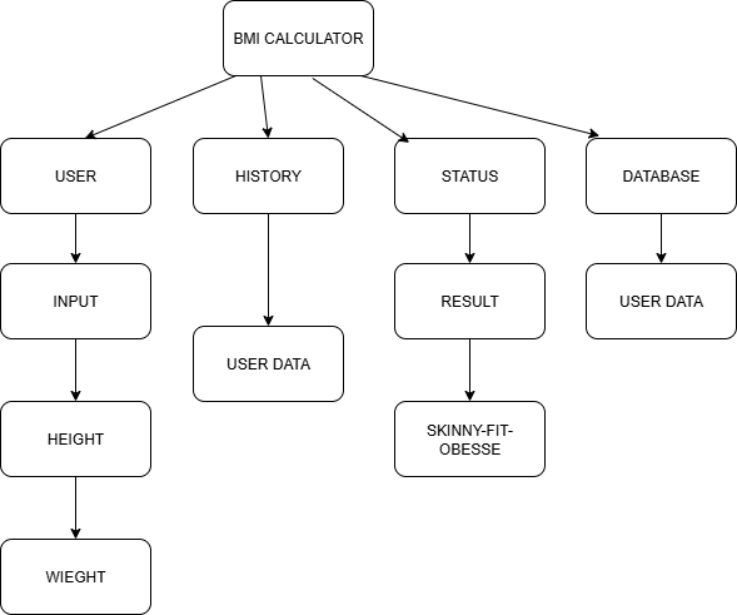 BMI CALCULATOR
USER
HISTORY
STATUS
DATABASE
INPUT
RESULT
USER DATA
USER DATA
HEIGHT
SKINNY-FIT-
OBESSE
WIEGHT